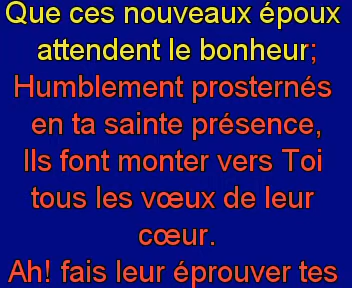 Que ces nouveaux époux
attendent le bonheur;
Humblement prosternés
en ta sainte présence,
Ils font monter vers Toi
tous les vœux de leur
cœur.
Ah! fais leur éprouver tes